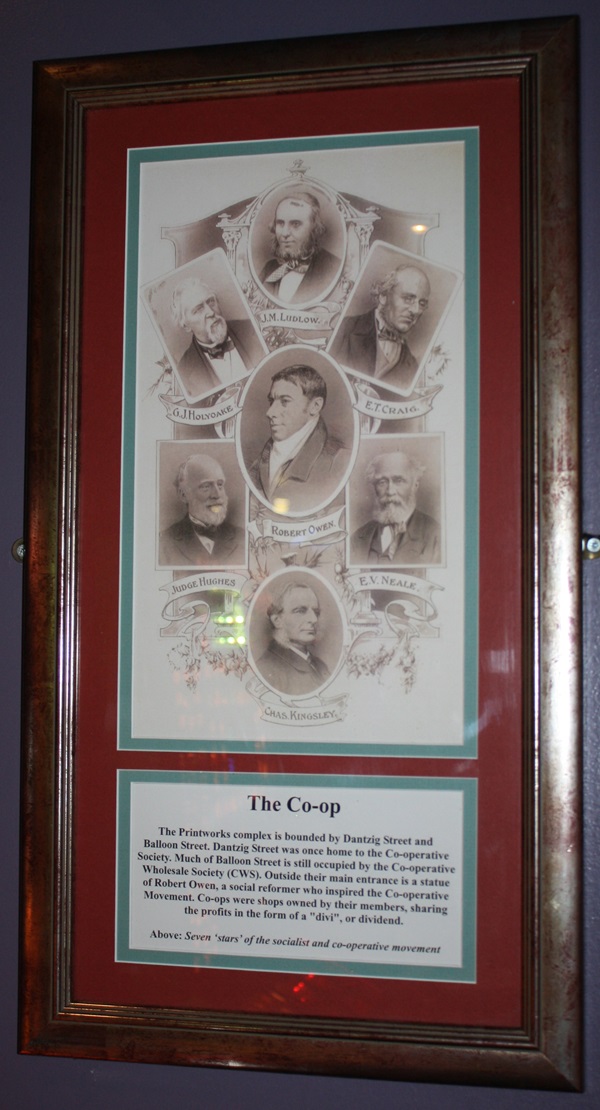 J.M. LUDLOW.
G.J. HOLYOAKE
E.T. CRAIG.
ROBERT OWEN.
JUDGE HUGHES
E.V. NEALE.
CHAS. KINGSLEY.
The Co-op
The Printworks complex is bounded by Dantzig Street and
Balloon Street. Dantzig Street was once home to the Co-operative
Society. Much of Balloon Street is still occupied by the Co-operative
Wholesale Society (CWS). Outside their main entrance is a statue
of Robert Owen, a social reformer who inspired the Co-operative
Movement. Co-ops were shops owned by their members, sharing
the profits in the form of a "divi", or dividend.
Above: Seven ‘stars’ of the socialist and co-operative movement